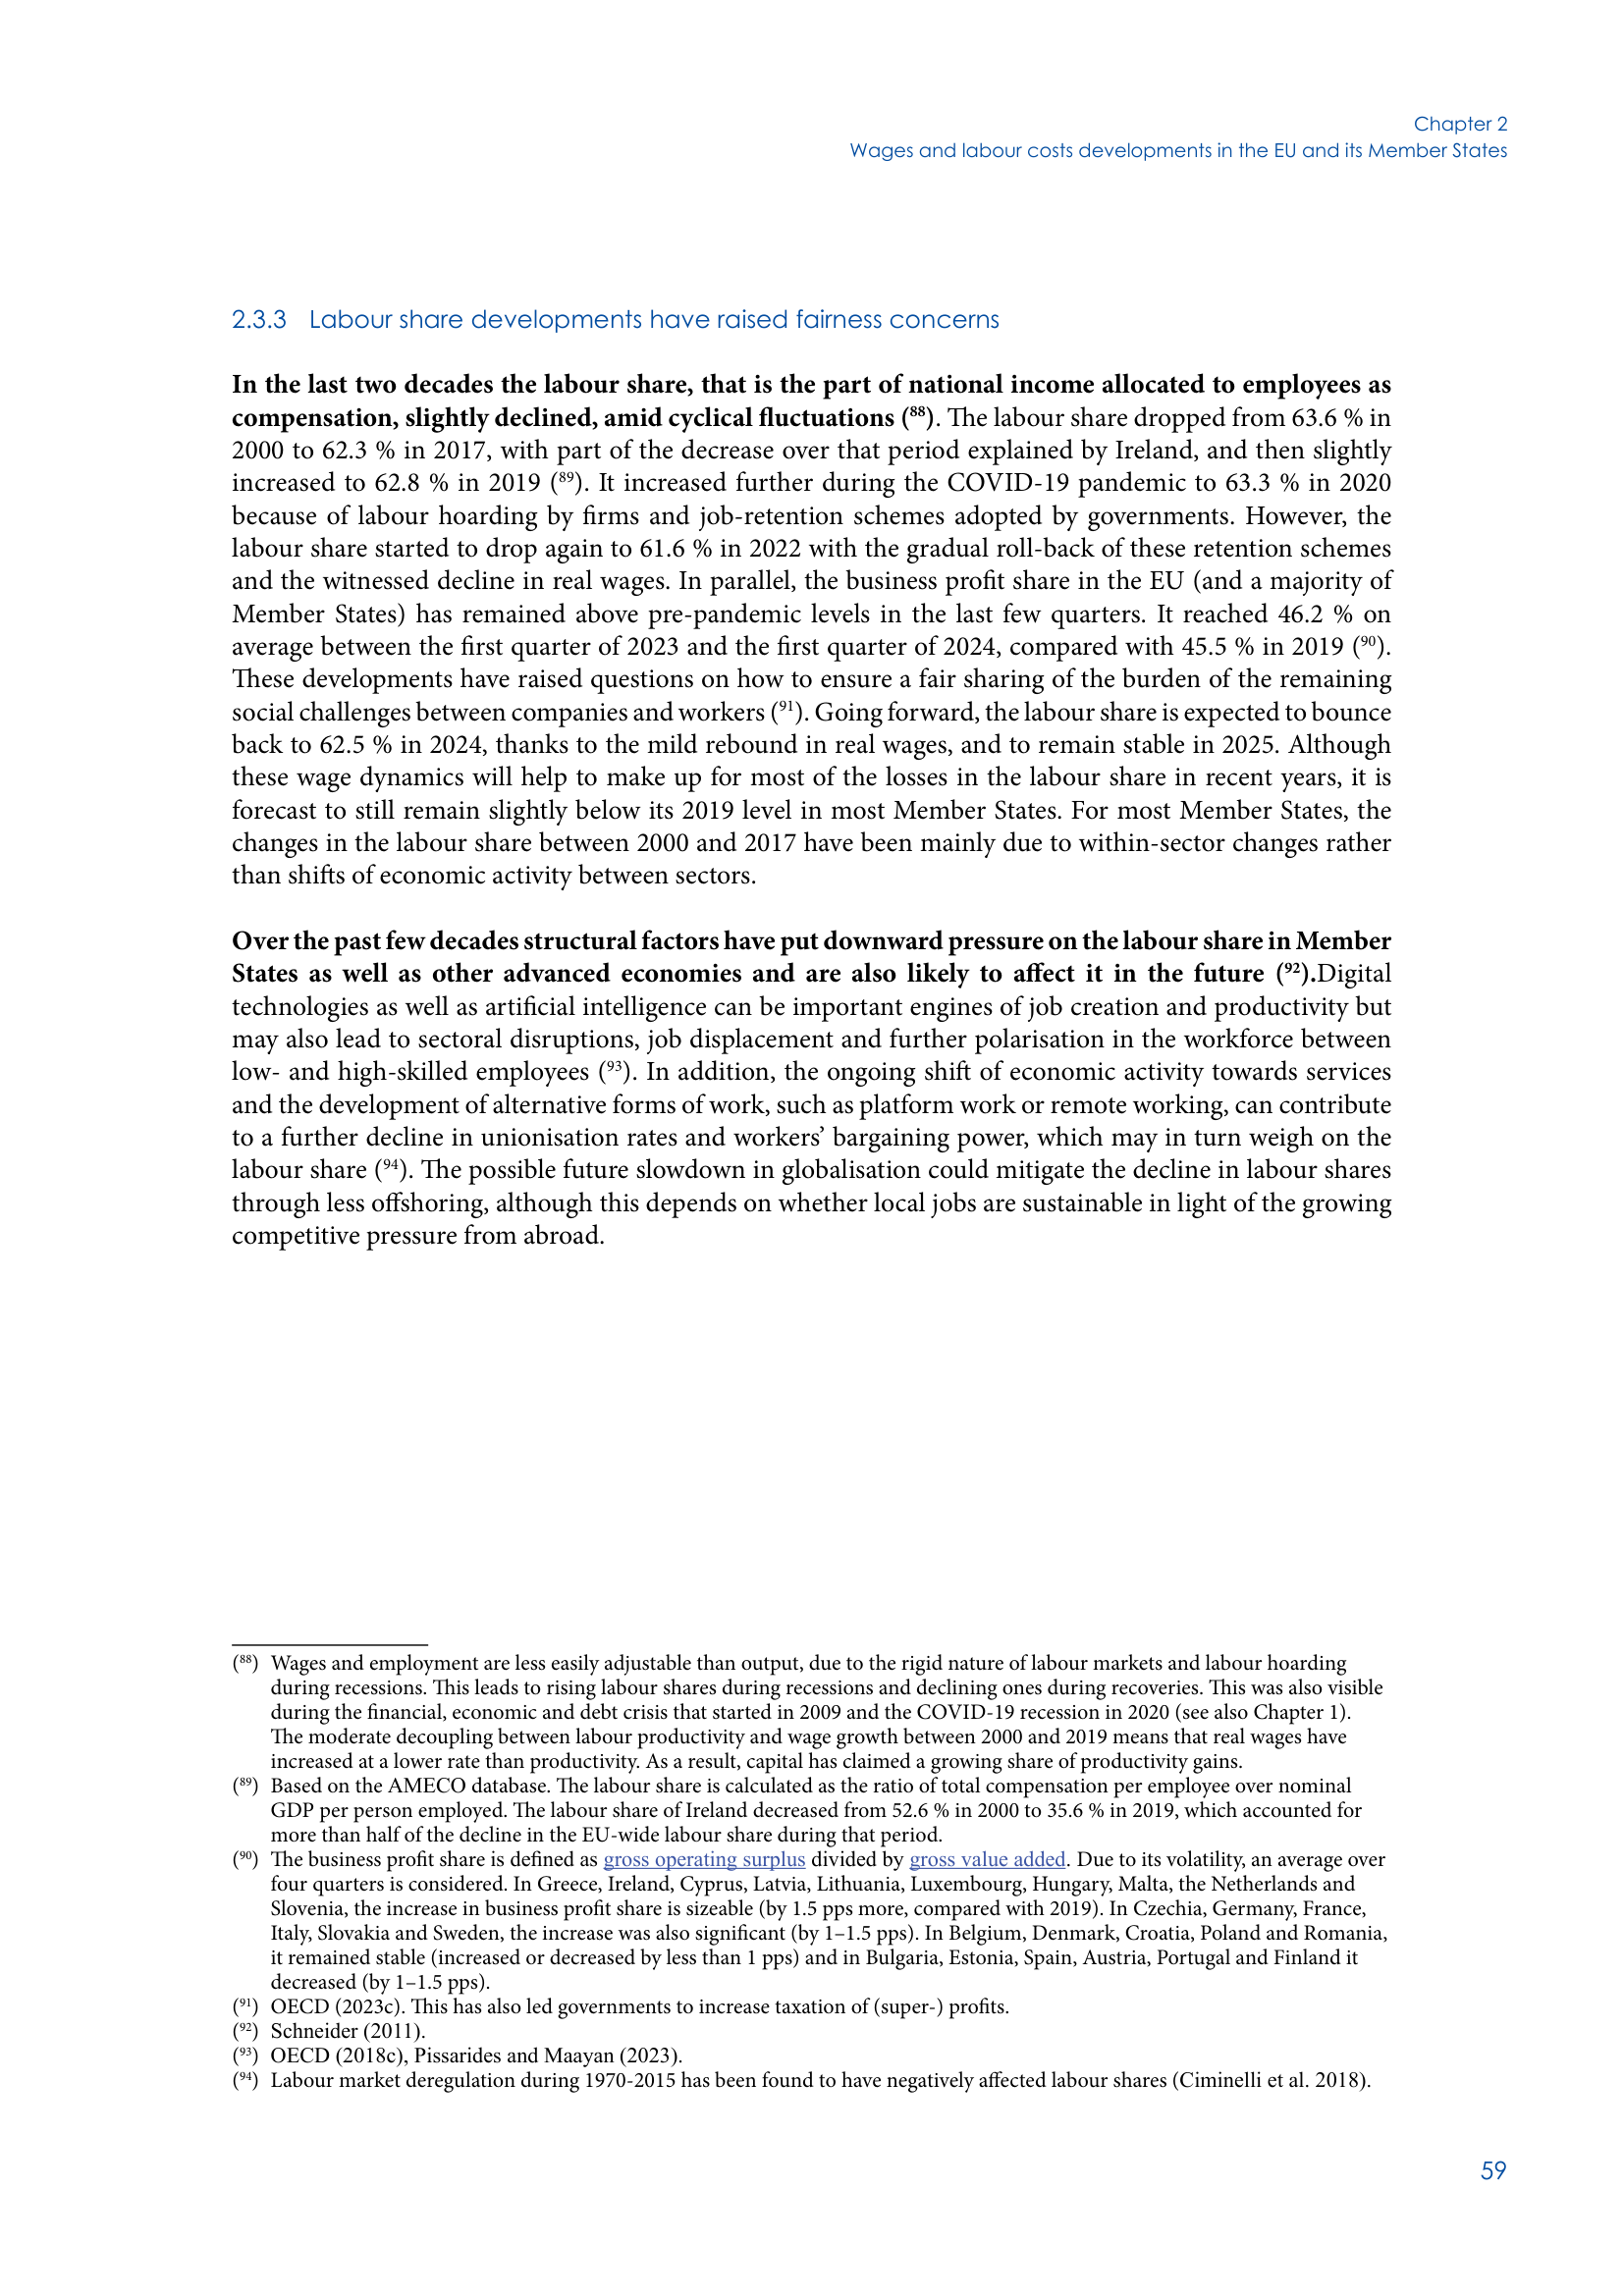 Chapter 2
Wages and labour costs developments in the EU and its Member States
2.3.3 Labour share developments have raised fairness concerns
In the last two decades the labour share, that is the part of national income allocated to employees as
compensation, slightly declined, amid cyclical fluctuations (⁸⁸). The labour share dropped from 63.6 % in
2000 to 62.3 % in 2017, with part of the decrease over that period explained by Ireland, and then slightly
increased to 62.8 % in 2019 (⁸⁹). It increased further during the COVID-19 pandemic to 63.3 % in 2020
because of labour hoarding by firms and job-retention schemes adopted by governments. However, the
labour share started to drop again to 61.6 % in 2022 with the gradual roll-back of these retention schemes
and the witnessed decline in real wages. In parallel, the business profit share in the EU (and a majority of
Member States) has remained above pre-pandemic levels in the last few quarters. It reached 46.2 % on
average between the first quarter of 2023 and the first quarter of 2024, compared with 45.5 % in 2019 (⁹⁰).
These developments have raised questions on how to ensure a fair sharing of the burden of the remaining
social challenges between companies and workers (⁹¹). Going forward, the labour share is expected to bounce
back to 62.5 % in 2024, thanks to the mild rebound in real wages, and to remain stable in 2025. Although
these wage dynamics will help to make up for most of the losses in the labour share in recent years, it is
forecast to still remain slightly below its 2019 level in most Member States. For most Member States, the
changes in the labour share between 2000 and 2017 have been mainly due to within-sector changes rather
than shifts of economic activity between sectors.
Over the past few decades structural factors have put downward pressure on the labour share in Member
States as well as other advanced economies and are also likely to affect it in the future (⁹²).Digital
technologies as well as artificial intelligence can be important engines of job creation and productivity but
may also lead to sectoral disruptions, job displacement and further polarisation in the workforce between
low- and high-skilled employees (⁹³). In addition, the ongoing shift of economic activity towards services
and the development of alternative forms of work, such as platform work or remote working, can contribute
to a further decline in unionisation rates and workers’ bargaining power, which may in turn weigh on the
labour share (⁹⁴). The possible future slowdown in globalisation could mitigate the decline in labour shares
through less offshoring, although this depends on whether local jobs are sustainable in light of the growing
competitive pressure from abroad.
(⁸⁸) Wages and employment are less easily adjustable than output, due to the rigid nature of labour markets and labour hoarding
during recessions. This leads to rising labour shares during recessions and declining ones during recoveries. This was also visible
during the financial, economic and debt crisis that started in 2009 and the COVID-19 recession in 2020 (see also Chapter 1).
The moderate decoupling between labour productivity and wage growth between 2000 and 2019 means that real wages have
increased at a lower rate than productivity. As a result, capital has claimed a growing share of productivity gains.
(⁸⁹) Based on the AMECO database. The labour share is calculated as the ratio of total compensation per employee over nominal
GDP per person employed. The labour share of Ireland decreased from 52.6 % in 2000 to 35.6 % in 2019, which accounted for
more than half of the decline in the EU-wide labour share during that period.
(⁹⁰) The business profit share is defined as gross operating surplus divided by gross value added. Due to its volatility, an average over
four quarters is considered. In Greece, Ireland, Cyprus, Latvia, Lithuania, Luxembourg, Hungary, Malta, the Netherlands and
Slovenia, the increase in business profit share is sizeable (by 1.5 pps more, compared with 2019). In Czechia, Germany, France,
Italy, Slovakia and Sweden, the increase was also significant (by 1–1.5 pps). In Belgium, Denmark, Croatia, Poland and Romania,
it remained stable (increased or decreased by less than 1 pps) and in Bulgaria, Estonia, Spain, Austria, Portugal and Finland it
decreased (by 1–1.5 pps).
(⁹¹) OECD (2023c). This has also led governments to increase taxation of (super-) profits.
(⁹²) Schneider (2011).
(⁹³) OECD (2018c), Pissarides and Maayan (2023).
(⁹⁴) Labour market deregulation during 1970-2015 has been found to have negatively affected labour shares (Ciminelli et al. 2018).
59